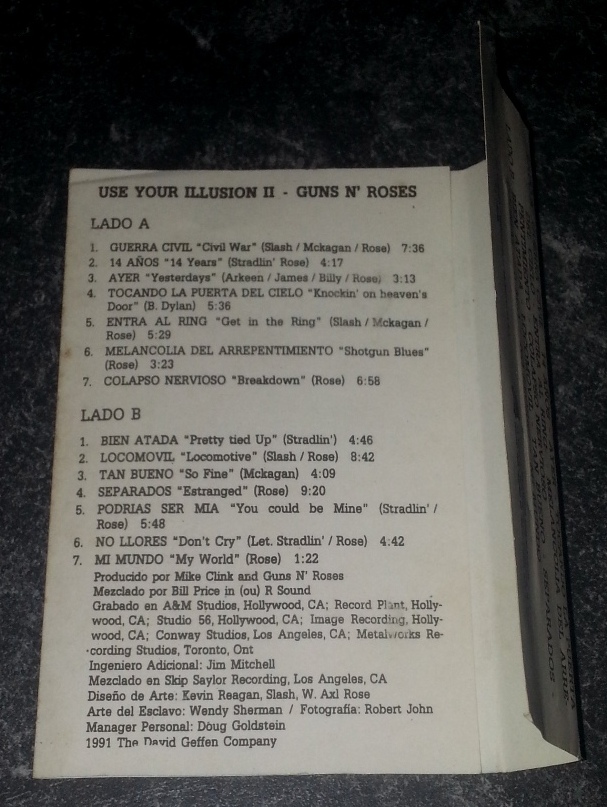 USE YOUR ILLUSION II - GUNS N' ROSES
LADO A
1. GUERRA CIVIL "Civil War" (Slash / Mckagan / Rose) 7:36
2. 14 AÑOS "14 Years" (Stradlin' Rose) 4:17
3. AYER "Yesterdays" (Arkeen / James / Billy / Rose) 3:13
4. TOCANDO LA PUERTA DEL CIELO "Knockin' on heaven's
Door" (B. Dylan) 5:36
5. ENTRA AL RING "Get in the Ring" (Slash / Mckagan /
Rose) 5:29
6. MELANCOLIA DEL ARREPENTIMIENTO "Shotgun Blues"
(Rose) 3:23
7. COLAPSO NERVIOSO "Breakdown" (Rose) 6:58
LADO B
1. BIEN ATADA "Pretty tied Up" (Stradlin') 4:46
2. LOCOMOVIL "Locomotive" (Slash / Rose) 8:42
3. TAN BUENO "So Fine" (Mckagan) 4:09
4. SEPARADOS "Estranged" (Rose) 9:20
5. PODRIAS SER MIA "You could be Mine" (Stradlin' /
Rose) 5:48
6. NO LLORES "Don't Cry" (Let. Stradlin' / Rose) 4:42
7. MI MUNDO "My World" (Rose) 1:22
Producido por Mike Clink and Guns N' Roses
Mezclado por Bill Price in (ou) R Sound
Grabado en A&M Studios, Hollywood, CA; Record Plant, Holly-
wood, CA; Studio 56, Hollywood, CA; Image Recording, Holly-
wood, CA; Conway Studios, Los Angeles, CA; Metalworks Re-
cording Studios, Toronto, Ont
Ingeniero Adicional: Jim Mitchell
Mezclado en Skip Saylor Recording, Los Angeles, CA
Diseño de Arte: Kevin Reagan, Slash, W. Axl Rose
Arte del Esclavo: Wendy Sherman / Fotografía: Robert John
Manager Personal: Doug Goldstein
1991 The David Geffen Company